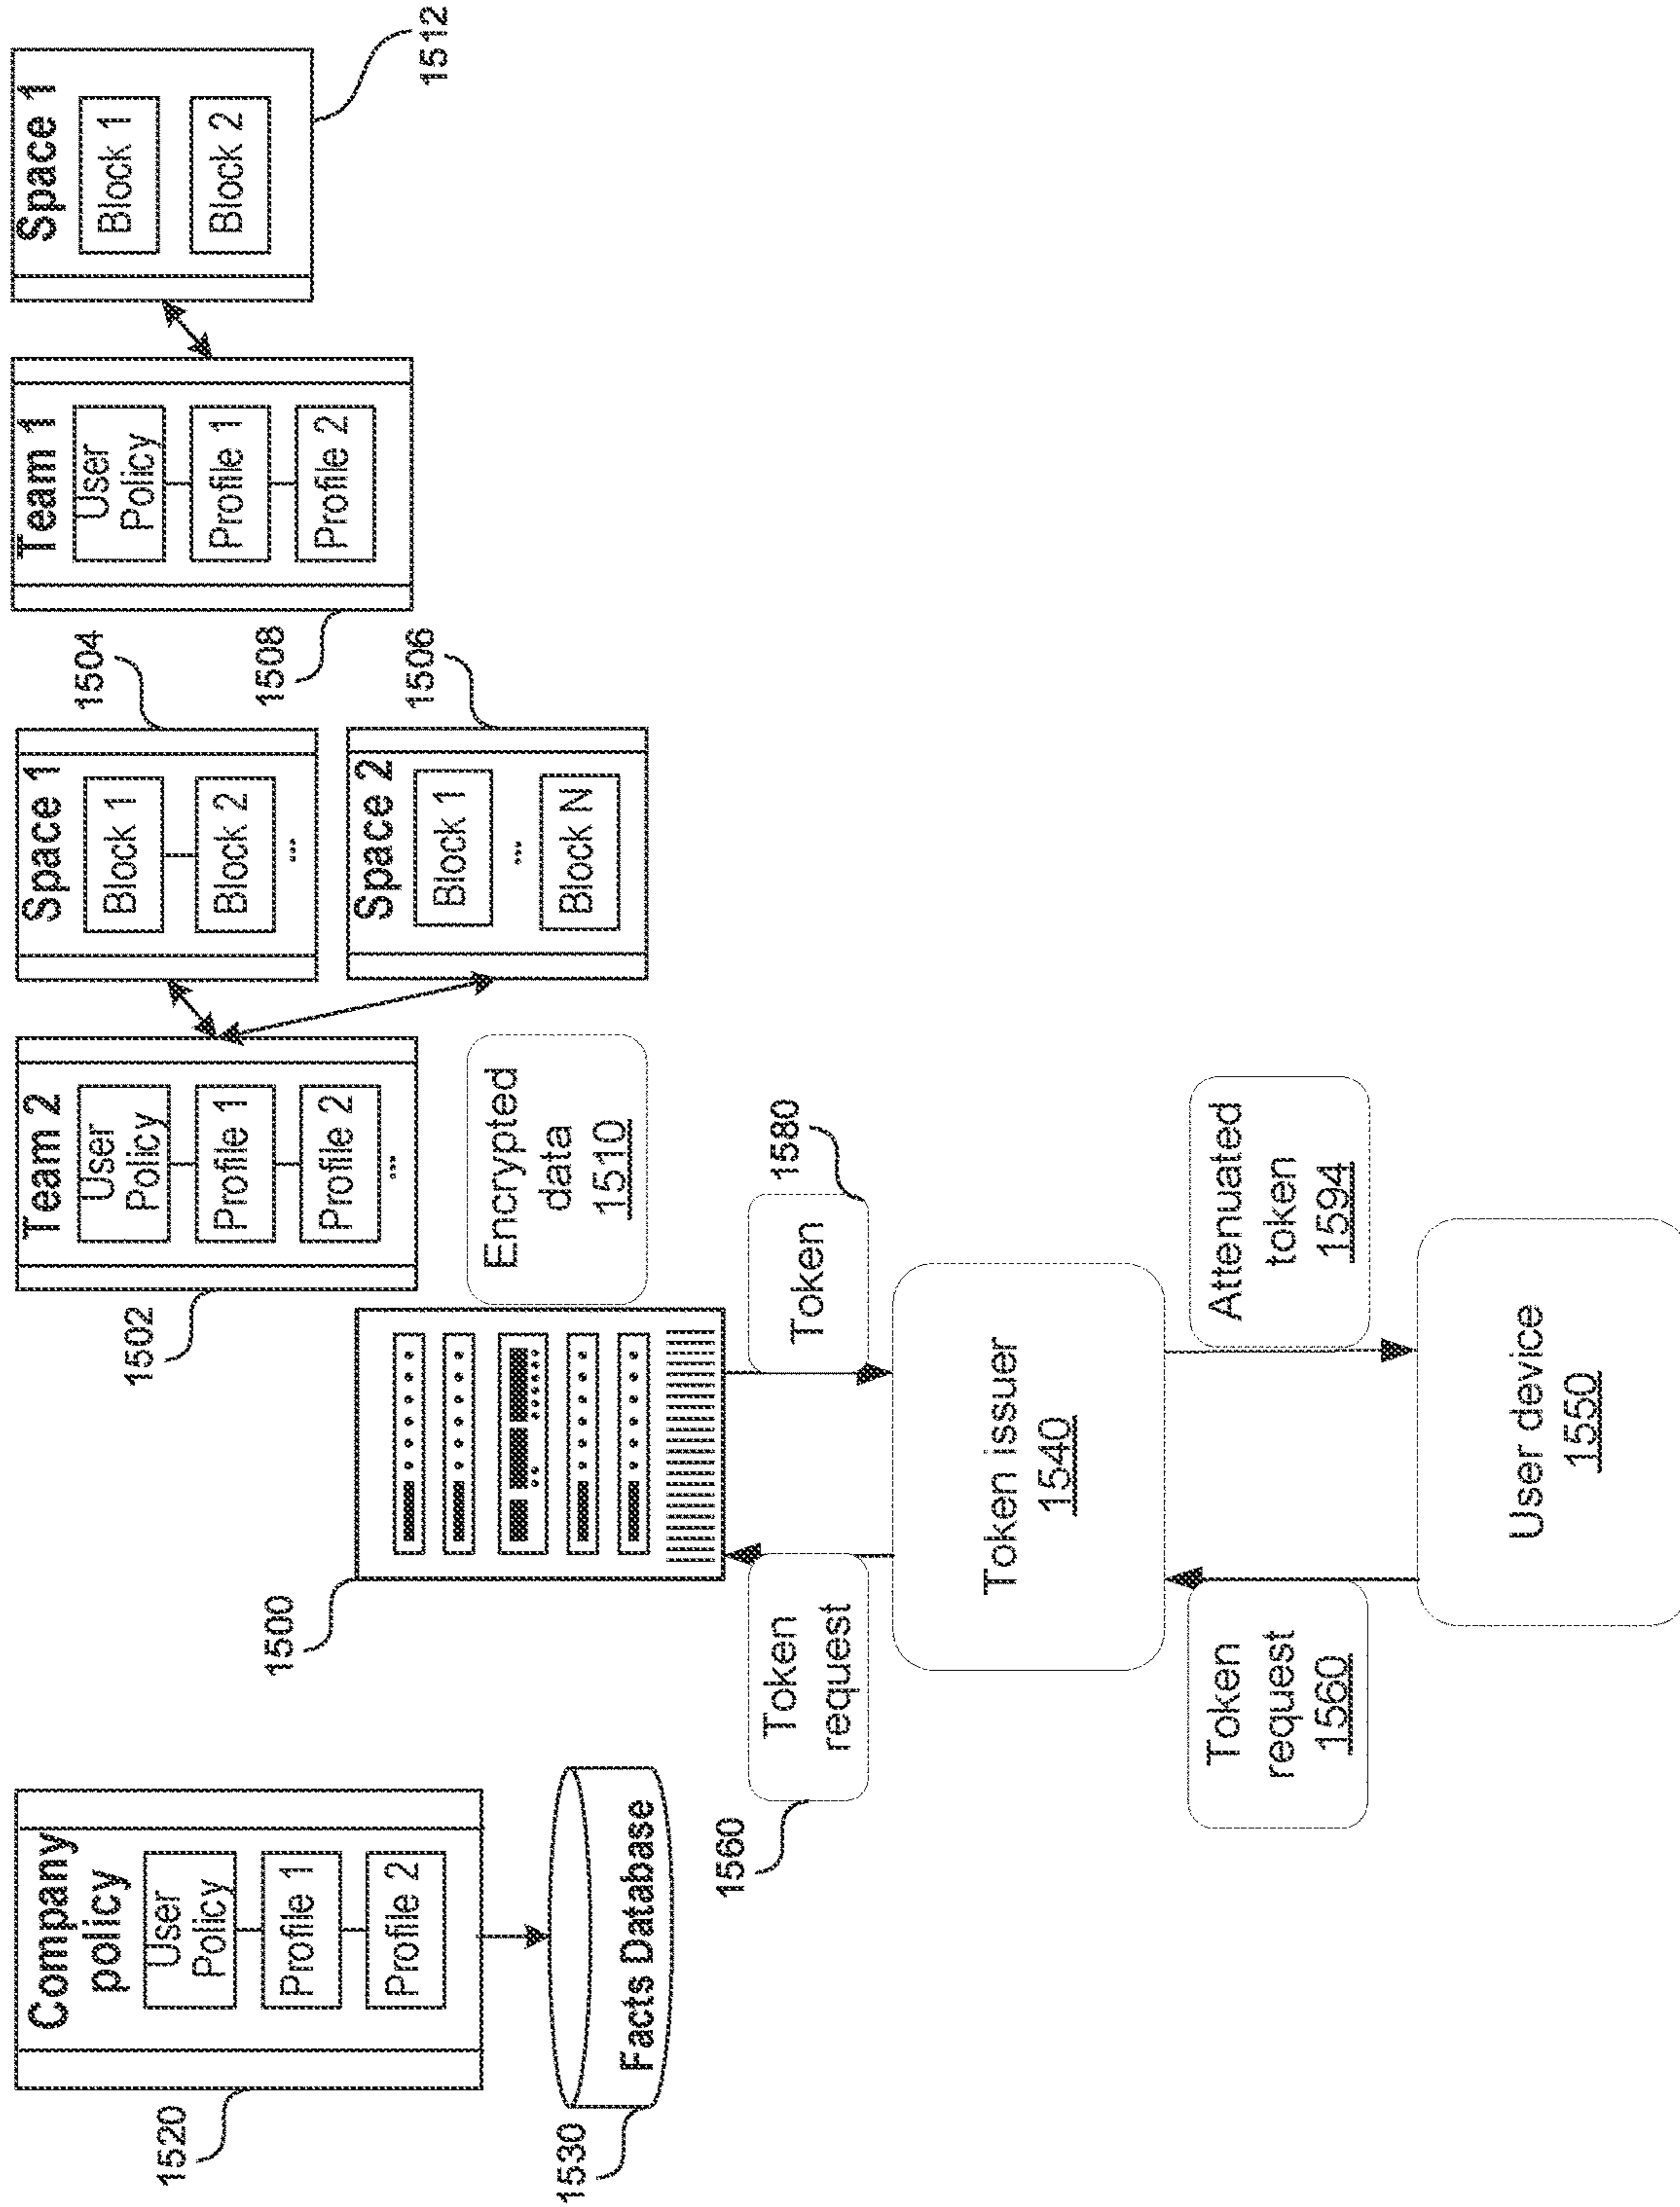 Company
policy
User
Policy
Profile 1
Profile 2
1520
Facts Database
1530
Team 2
User
Policy
Profile 1
Profile 2
...
1502
Space 1
Block 1
Block 2
...
1504
Space 2
Block 1
...
Block N
1506
Team 1
User
Policy
Profile 1
Profile 2
1508
Space 1
Block 1
Block 2
1512
1500
Encrypted
data
1510
Token
request
1560
Token
1580
Token issuer
1540
Token
request
1560
Attenuated
token
1594
User device
1550